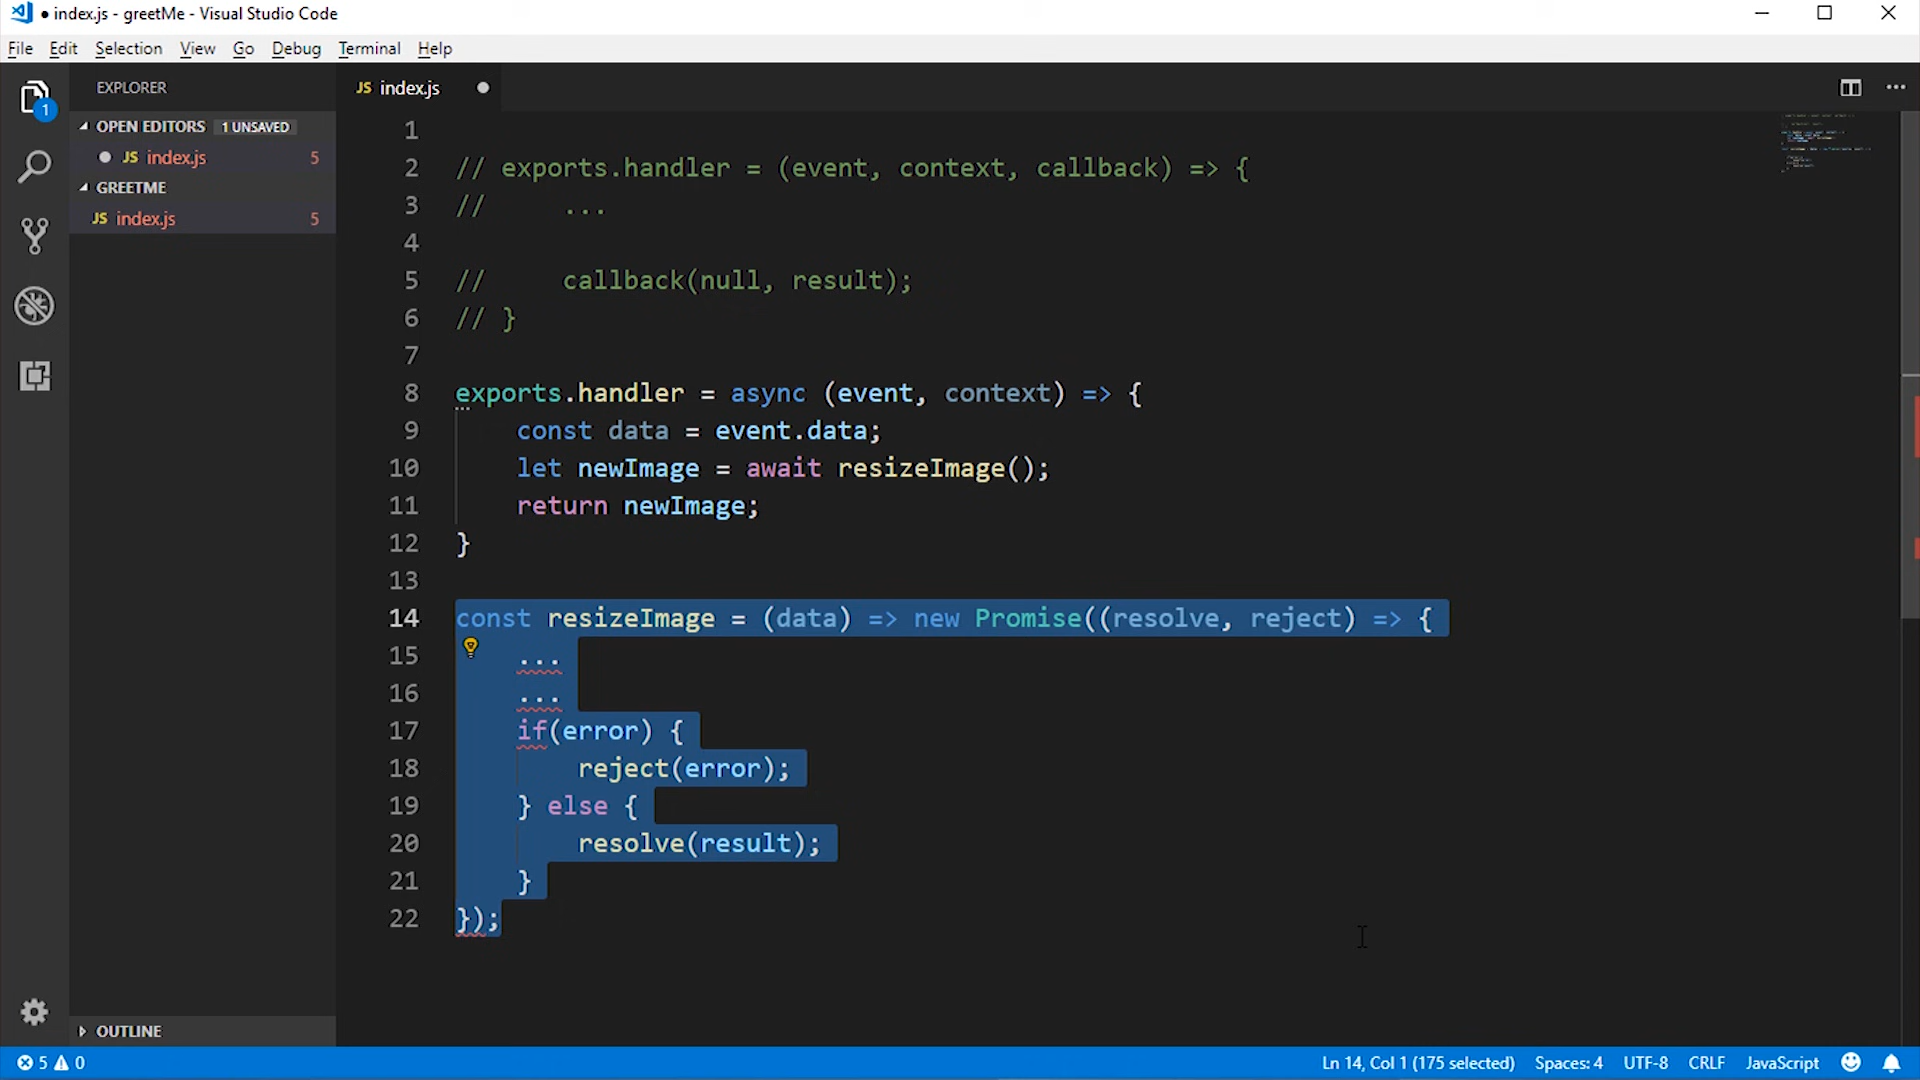 ● index.js - greetMe - Visual Studio Code
File Edit Selection View Go Debug Terminal Help
EXPLORER
JS index.js ●
OPEN EDITORS 1 UNSAVED
● JS index.js 5
GREETME
JS index.js 5
OUTLINE
1
1
2 // exports.handler = (event, context, callback) => {
3 //     ...
4
5 //     callback(null, result);
6 // }
7
8 exports.handler = async (event, context) => {
9     const data = event.data;
10     let newImage = await resizeImage();
11     return newImage;
12 }
13
14 const resizeImage = (data) => new Promise((resolve, reject) => {
15     ...
16     ...
17     if(error) {
18         reject(error);
19     } else {
20         resolve(result);
21     }
22 });
5 0 Ln 14, Col 1 (175 selected) Spaces: 4 UTF-8 CRLF JavaScript